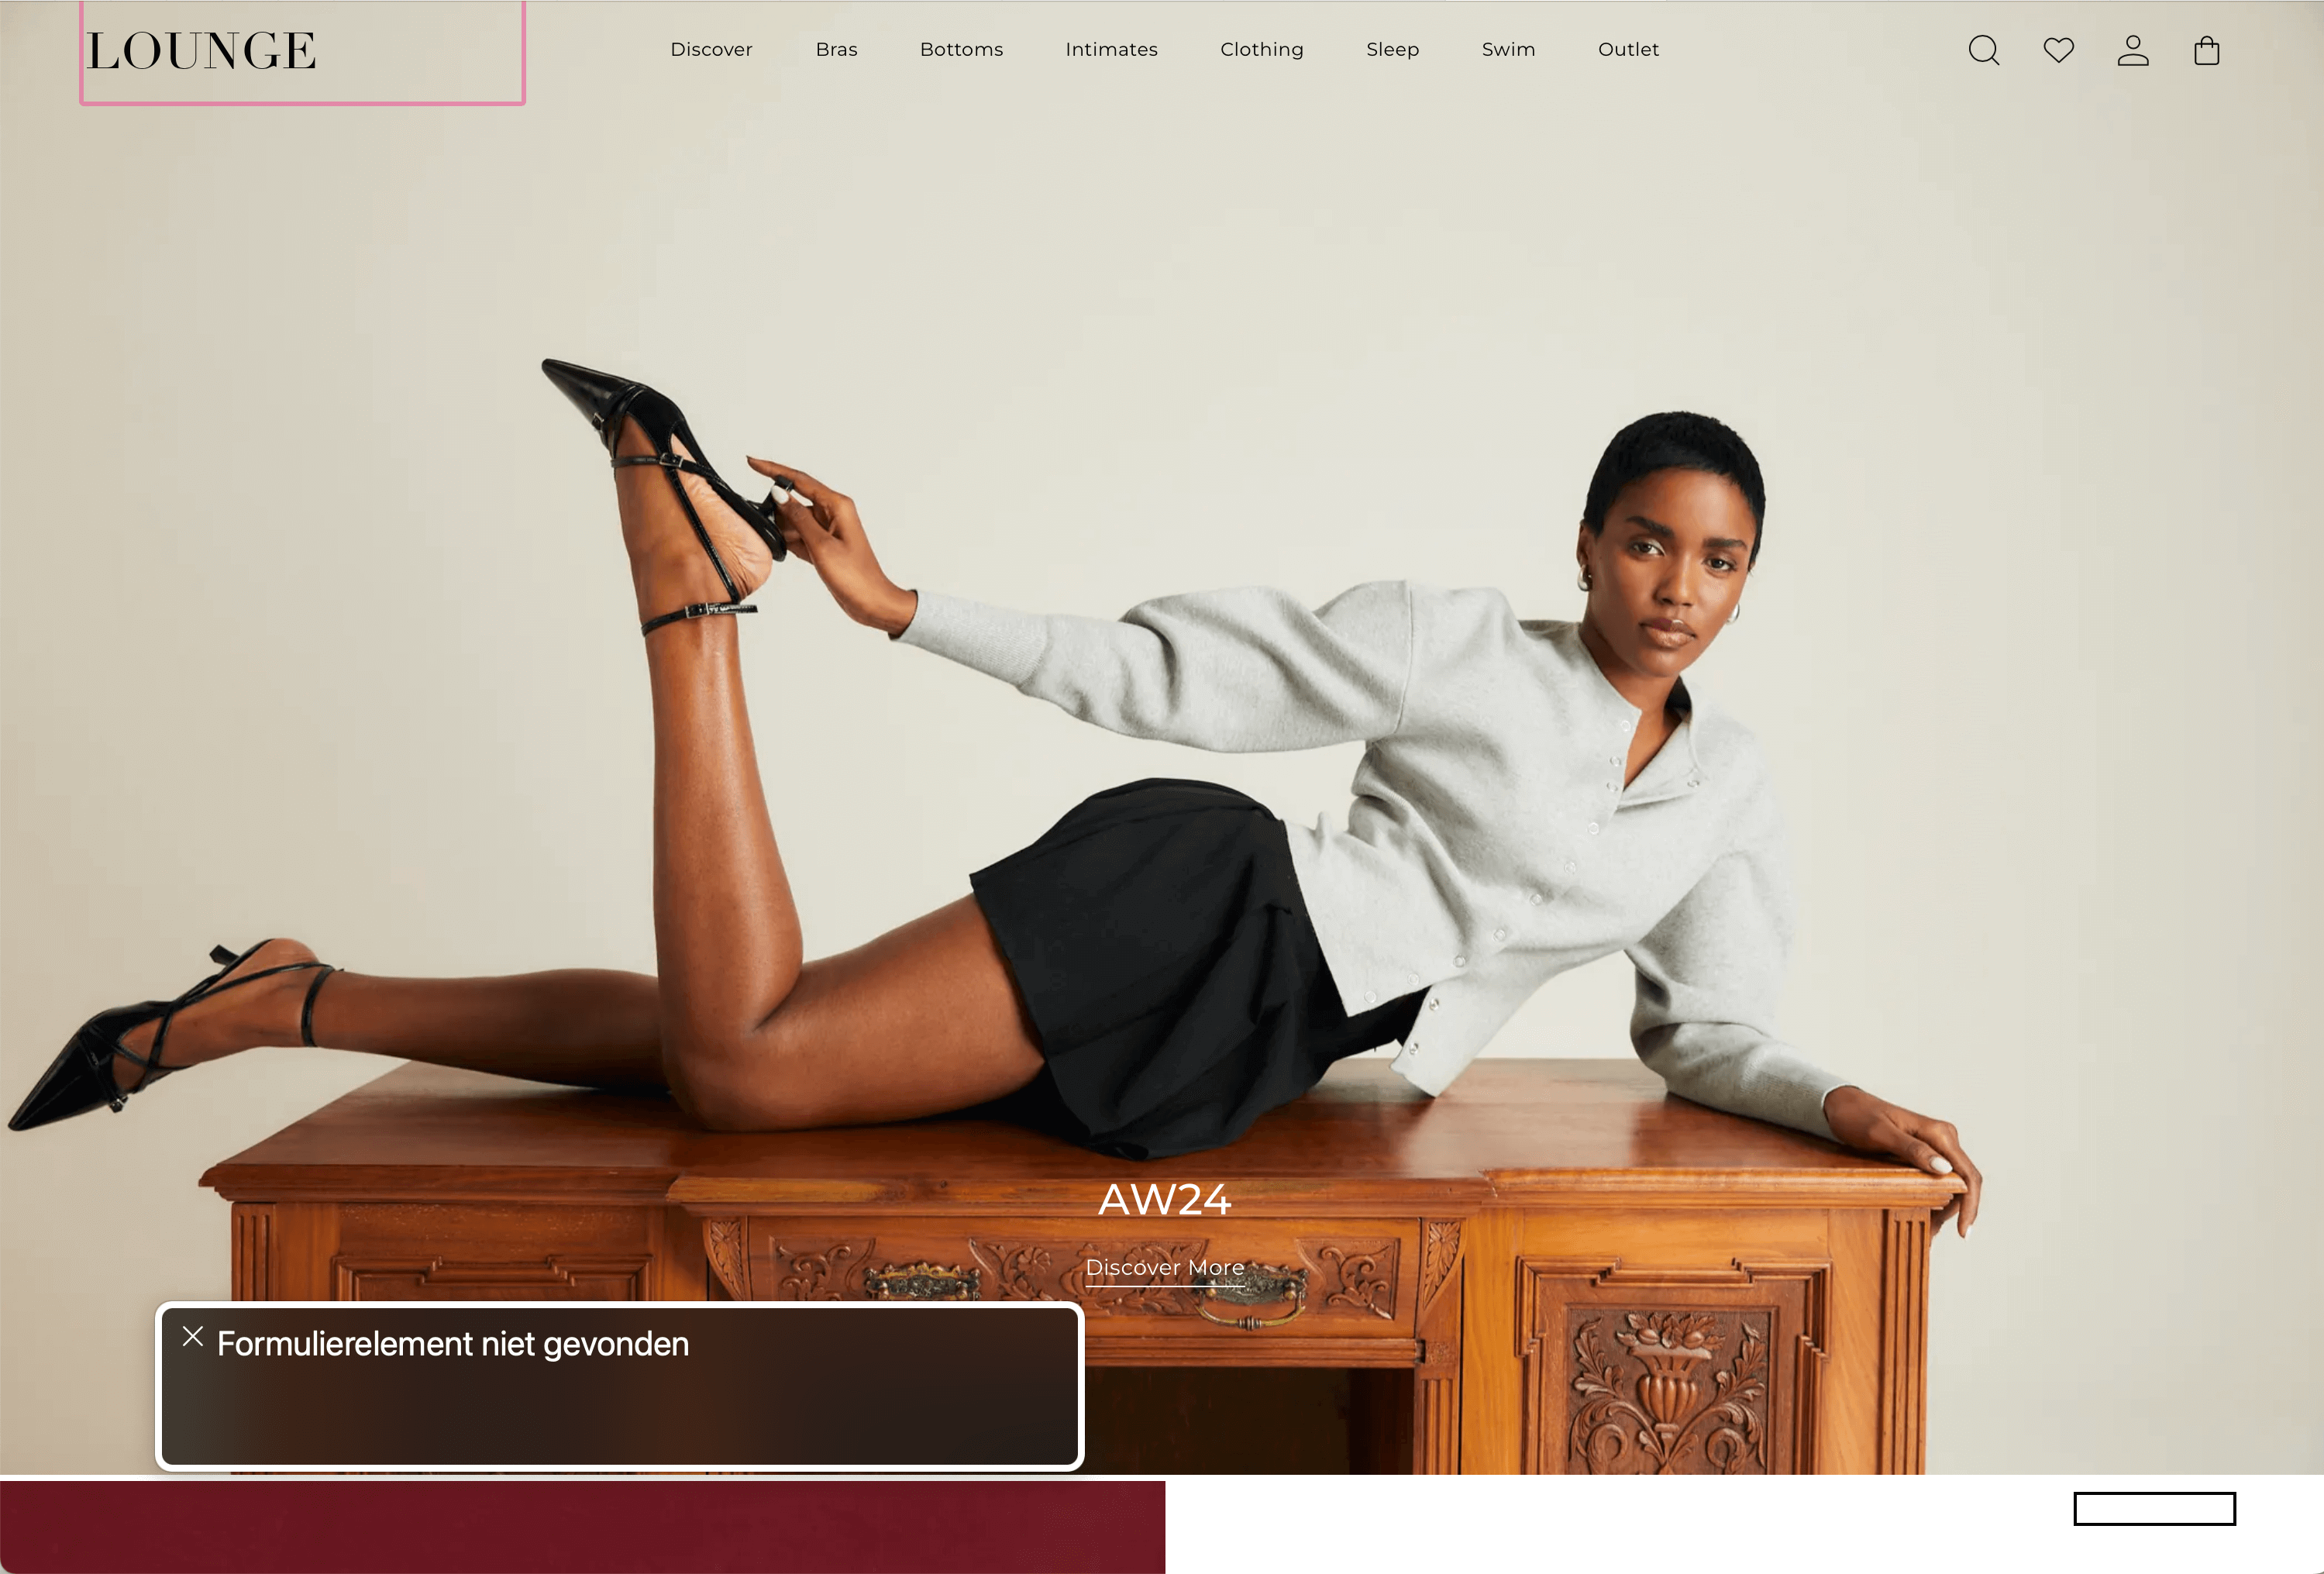 LOUNGE
Discover Bras Bottoms Intimates Clothing Sleep Swim Outlet
AW24
Discover More
Formulierelement niet gevonden